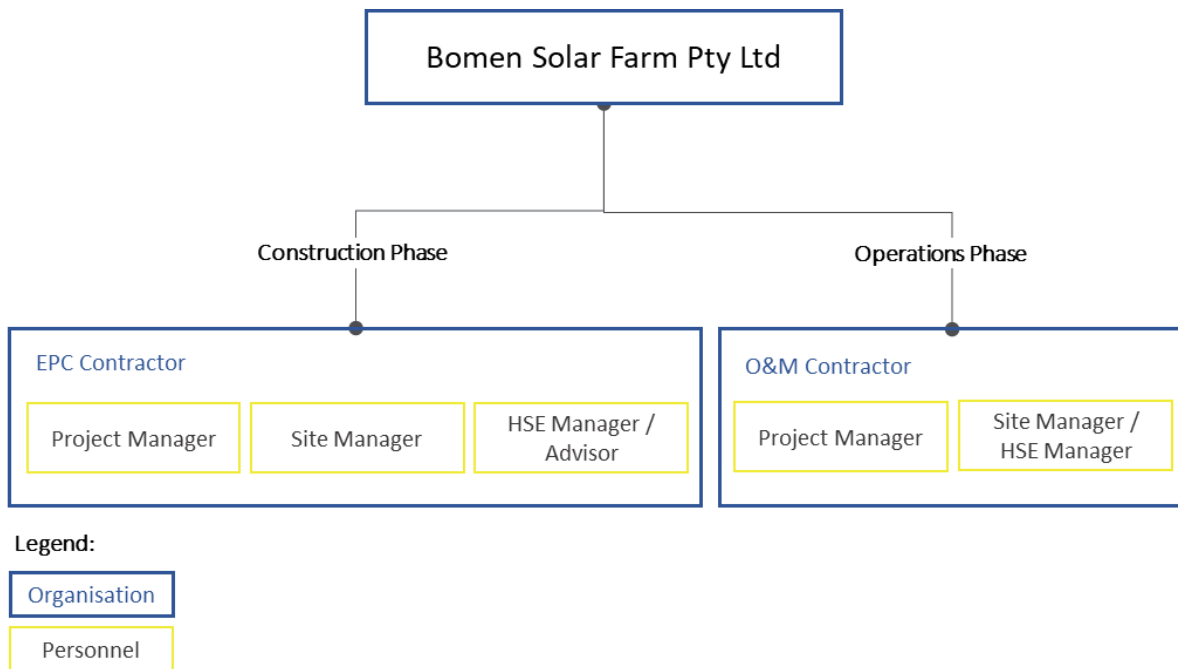 Bomen Solar Farm Pty Ltd
Construction Phase
Operations Phase
EPC Contractor
Project Manager
Site Manager
HSE Manager /
Advisor
O&M Contractor
Project Manager
Site Manager /
HSE Manager
Legend:
Organisation
Personnel